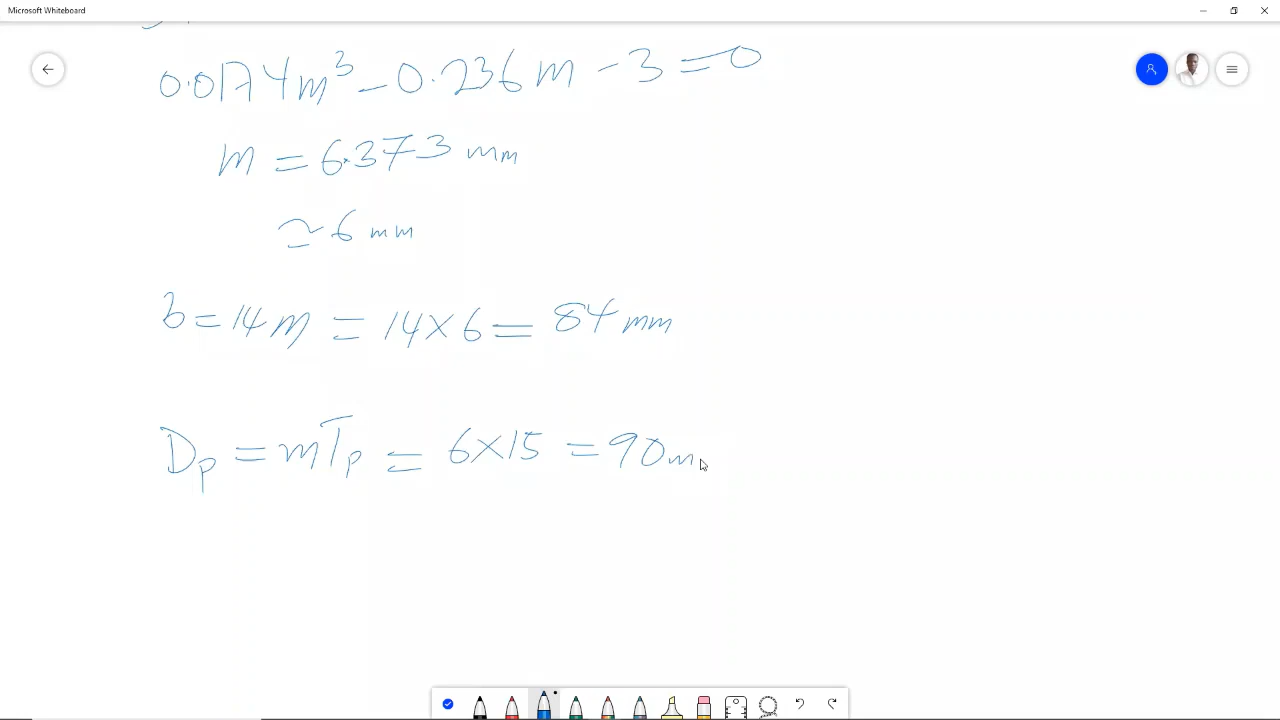 Microsoft Whiteboard
0.0174m³ - 0.236m - 3 = 0
m = 6.373 mm
≃ 6 mm
b = 14m = 14 × 6 = 84 mm
Dp = mTp = 6 × 15 = 90m